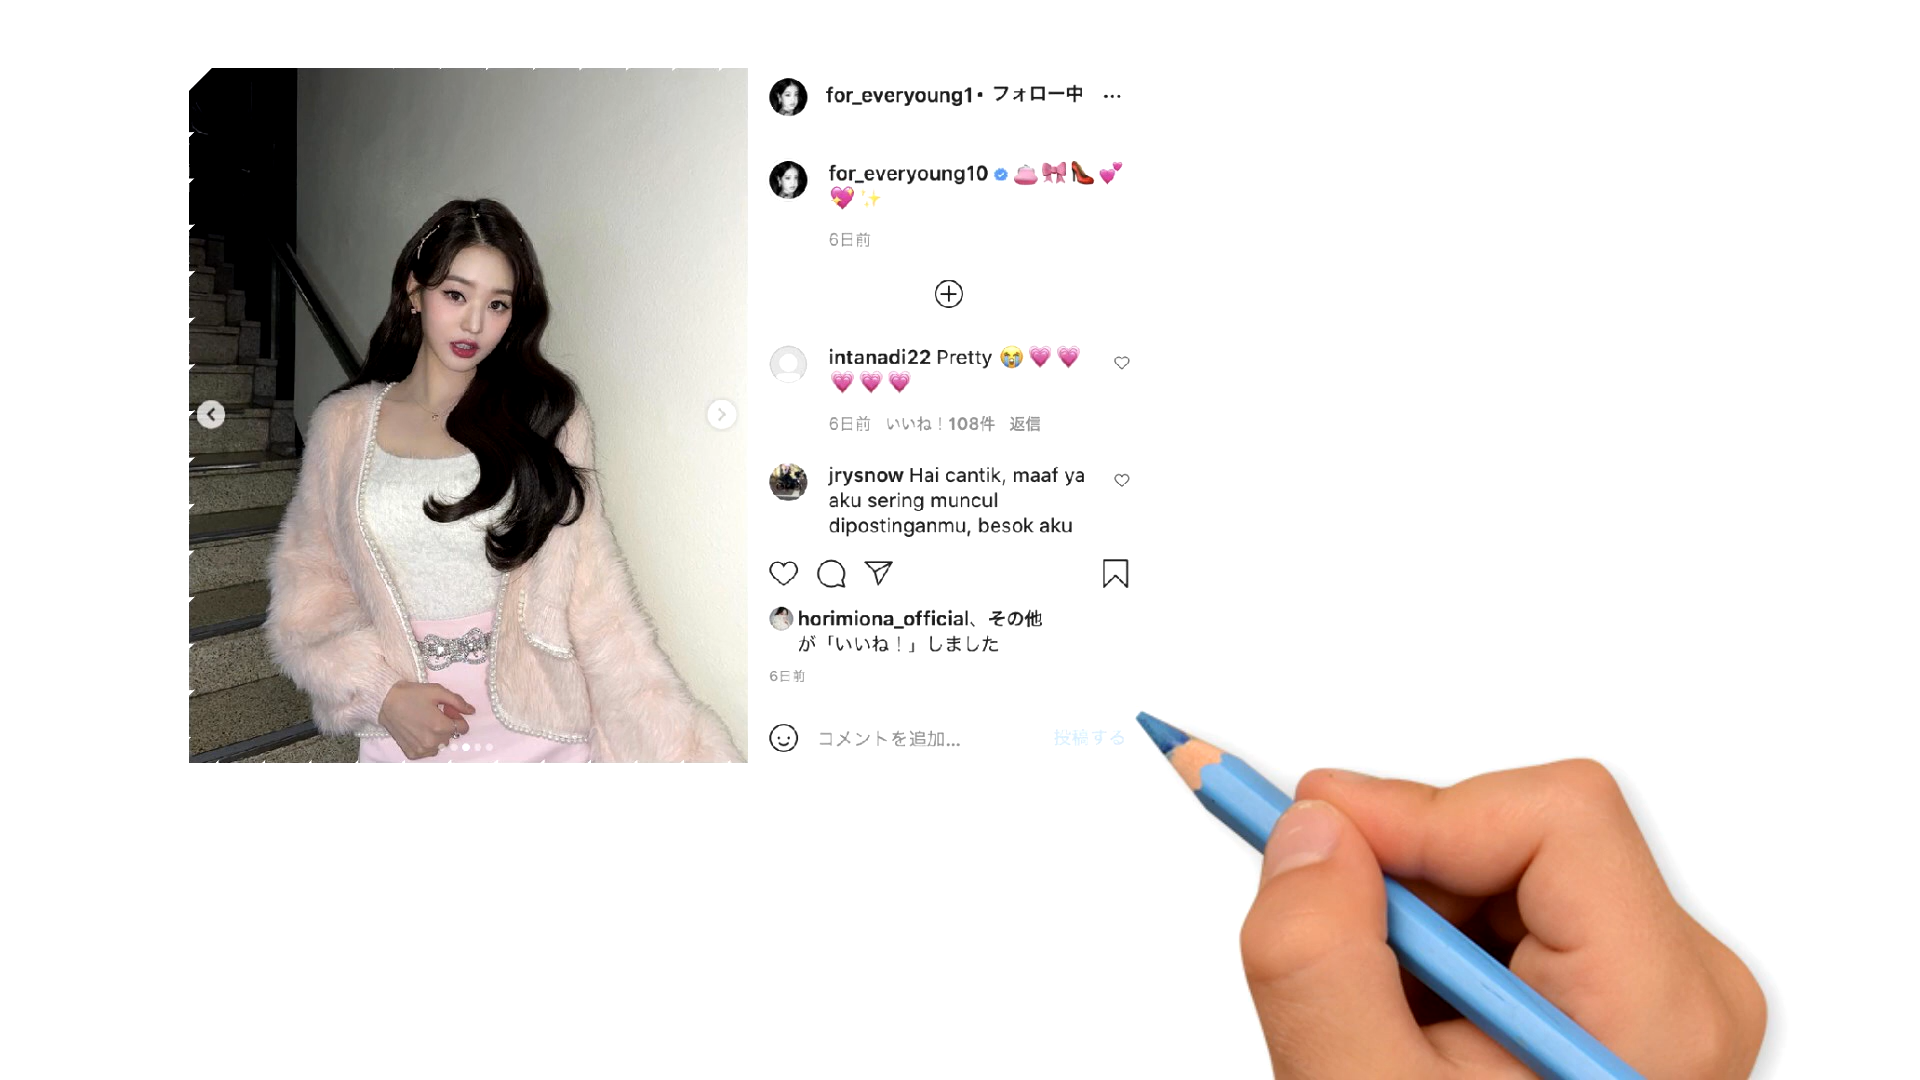 for_everyoung1• フォロー中 ...
for_everyoung10 👛🎀👠💕
💖✨
6日前
intanadi22 Pretty 😭💗💗
💗💗💗
6日前 いいね！108件 返信
jrysnow Hai cantik, maaf ya
aku sering muncul
dipostinganmu, besok aku
horimiona_official、その他
が「いいね！」しました
6日前
コメントを追加... 投稿する